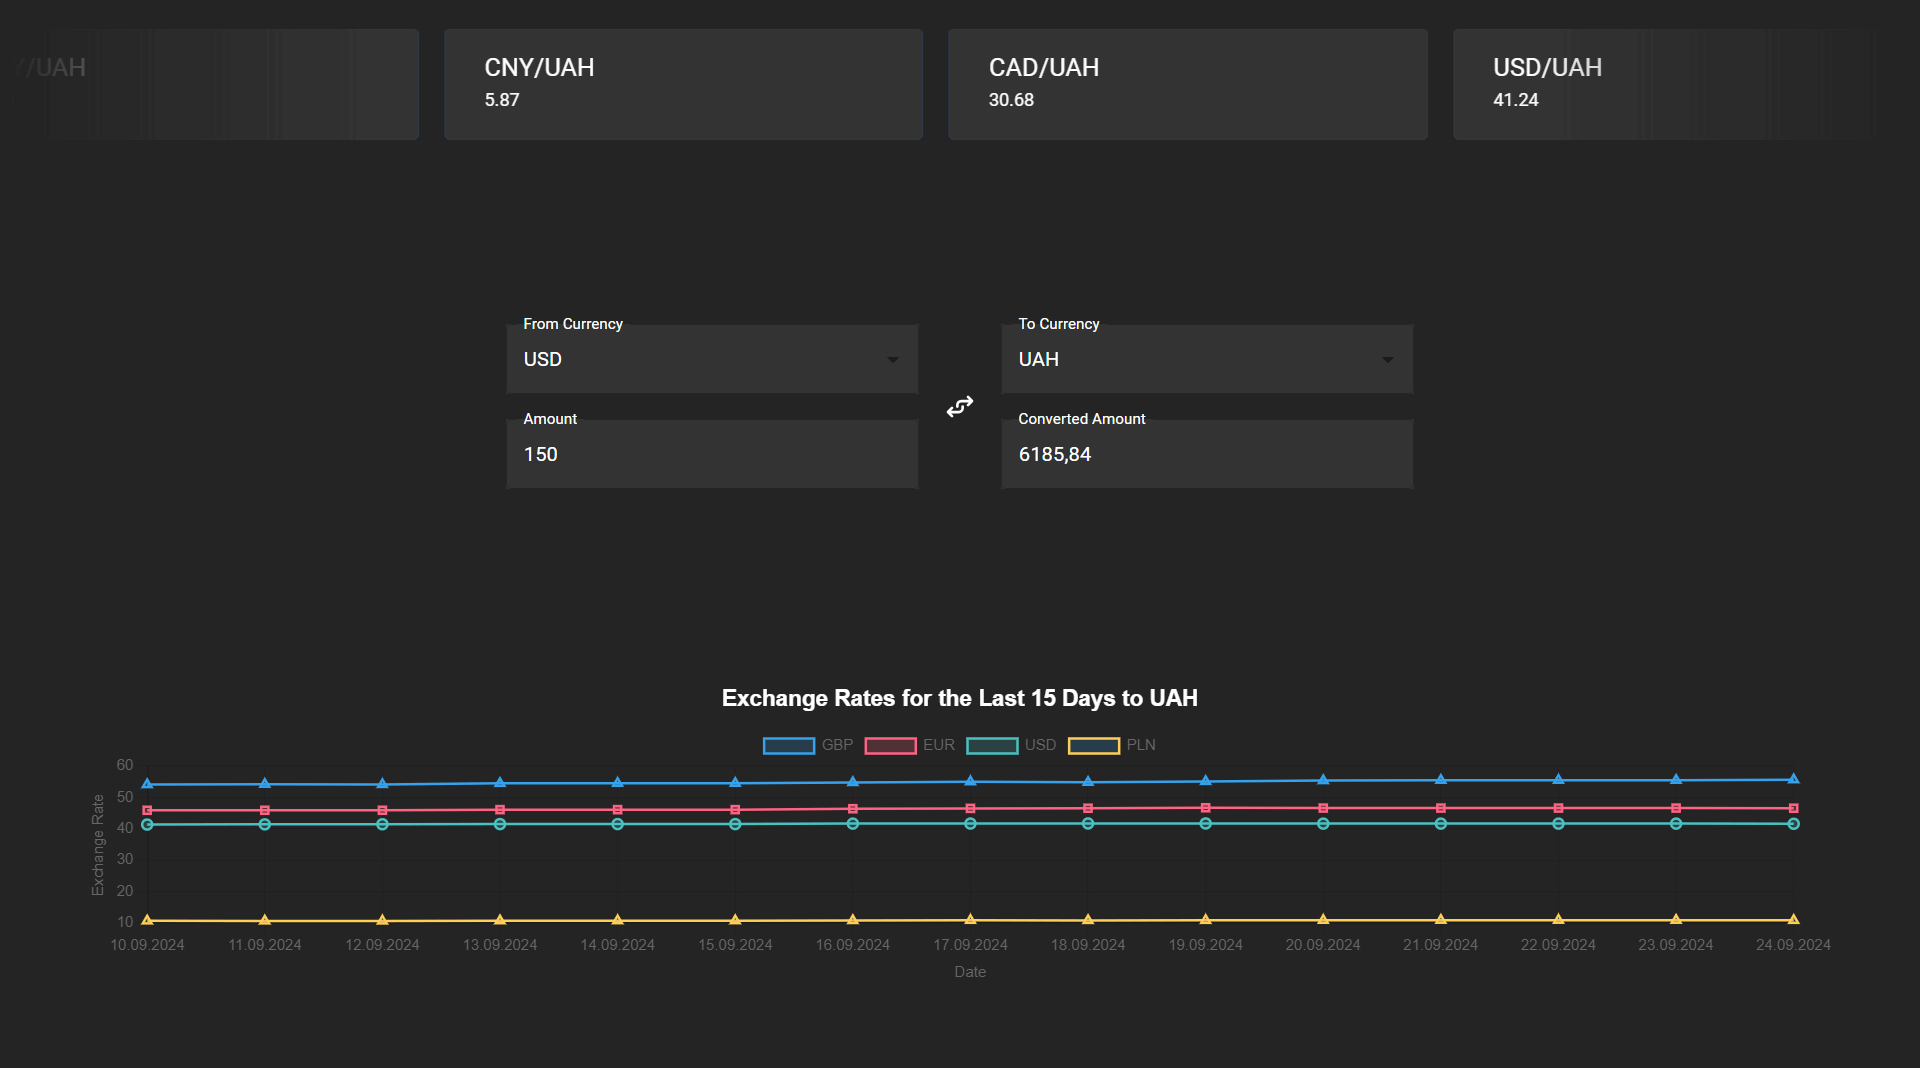 /UAH
CNY/UAH
5.87
CAD/UAH
30.68
USD/UAH
41.24
From Currency
USD
To Currency
UAH
Amount
150
Converted Amount
6185,84
Exchange Rates for the Last 15 Days to UAH
GBP EUR USD PLN
Exchange Rate
60
50
40
30
20
10
10.09.2024 11.09.2024 12.09.2024 13.09.2024 14.09.2024 15.09.2024 16.09.2024 17.09.2024 18.09.2024 19.09.2024 20.09.2024 21.09.2024 22.09.2024 23.09.2024 24.09.2024
Date